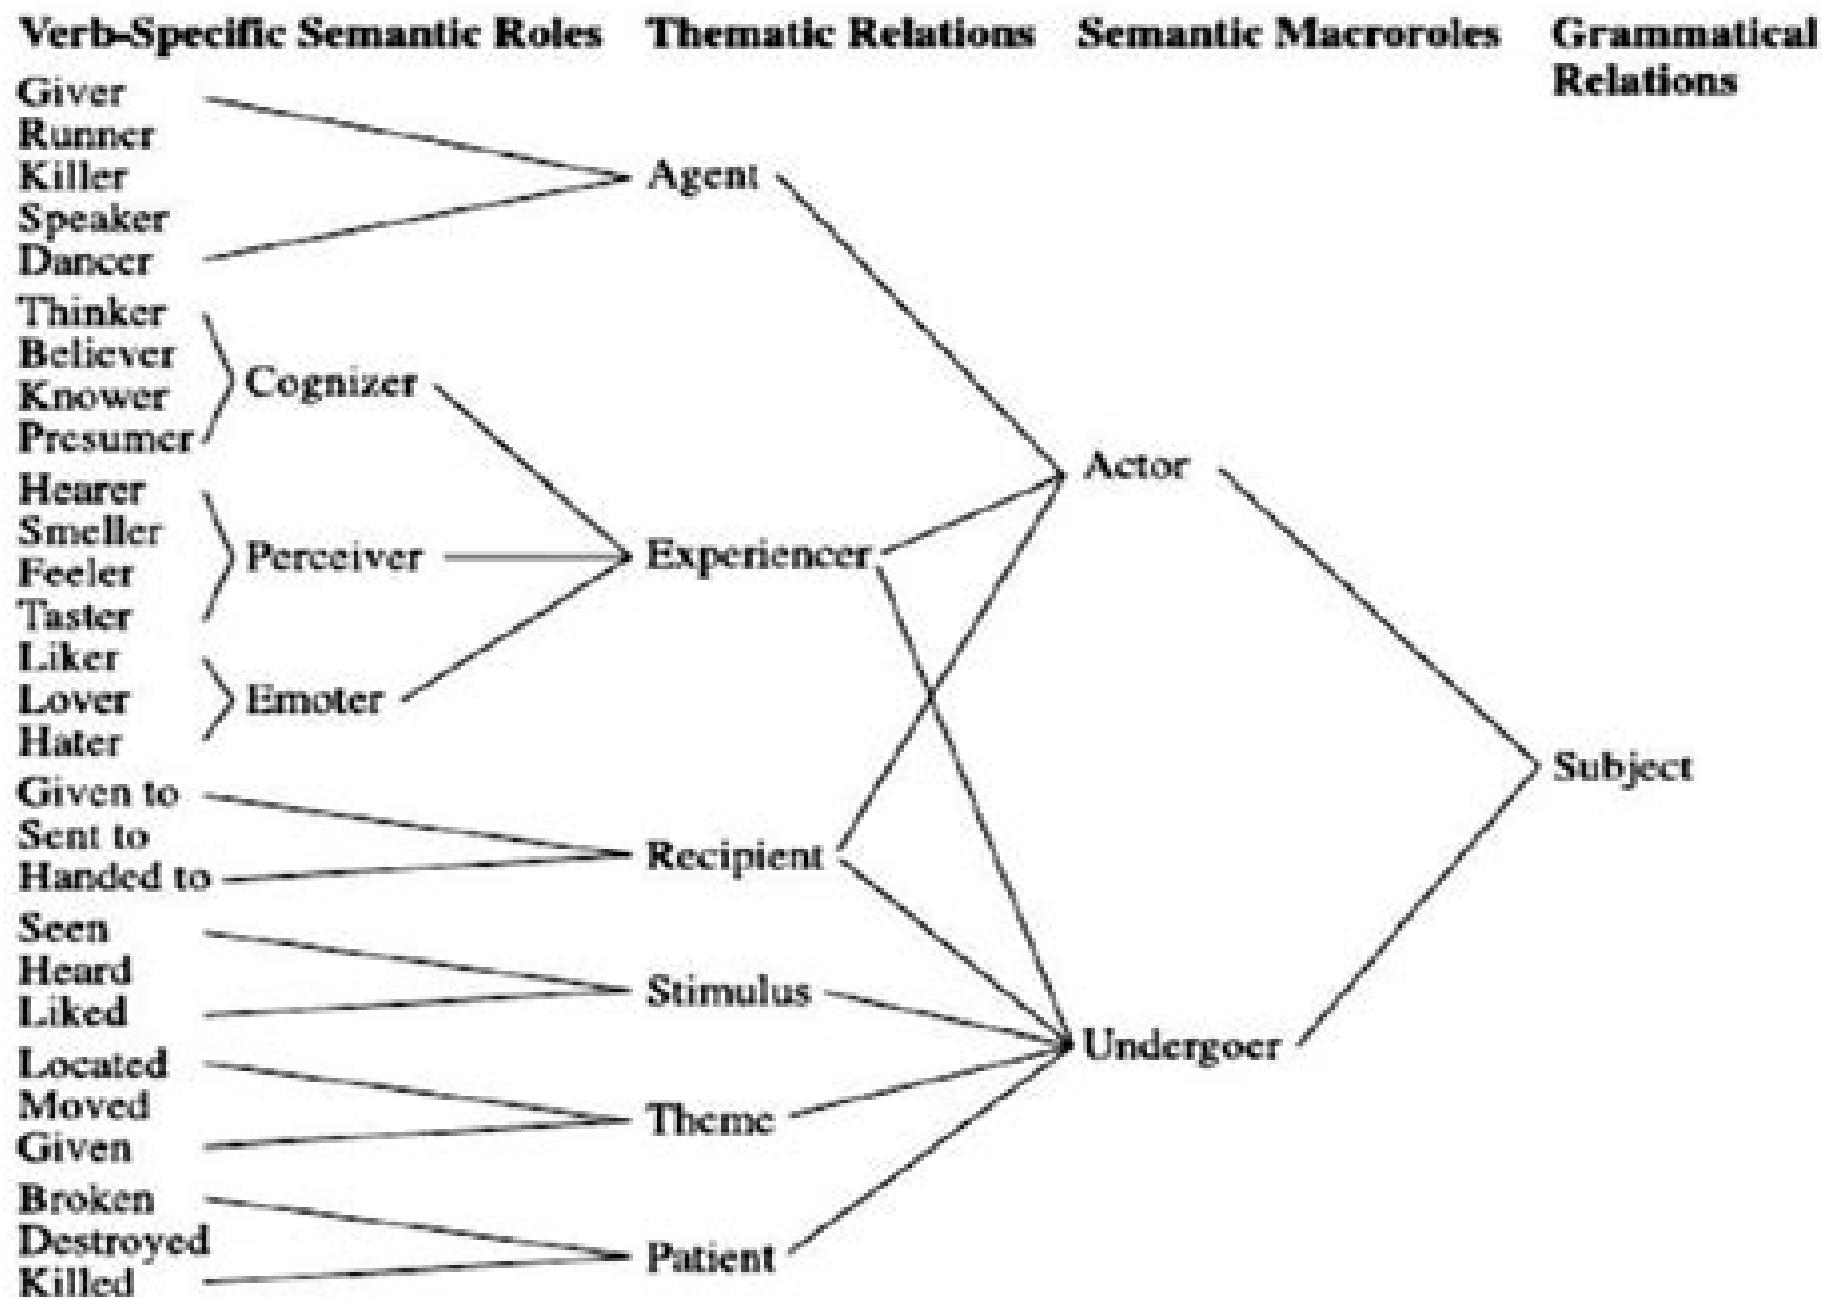 Verb-Specific Semantic Roles Thematic Relations Semantic Macroroles Grammatical
Relations
Giver
Runner
Killer
Speaker
Dancer
Agent
Thinker
Believer
Knower
Presumer
Cognizer
Hearer
Smeller
Feeler
Taster
Perceiver
Liker
Lover
Hater
Emoter
Experiencer
Actor
Given to
Sent to
Handed to
Recipient
Subject
Seen
Heard
Liked
Stimulus
Located
Moved
Given
Theme
Undergoer
Broken
Destroyed
Killed
Patient